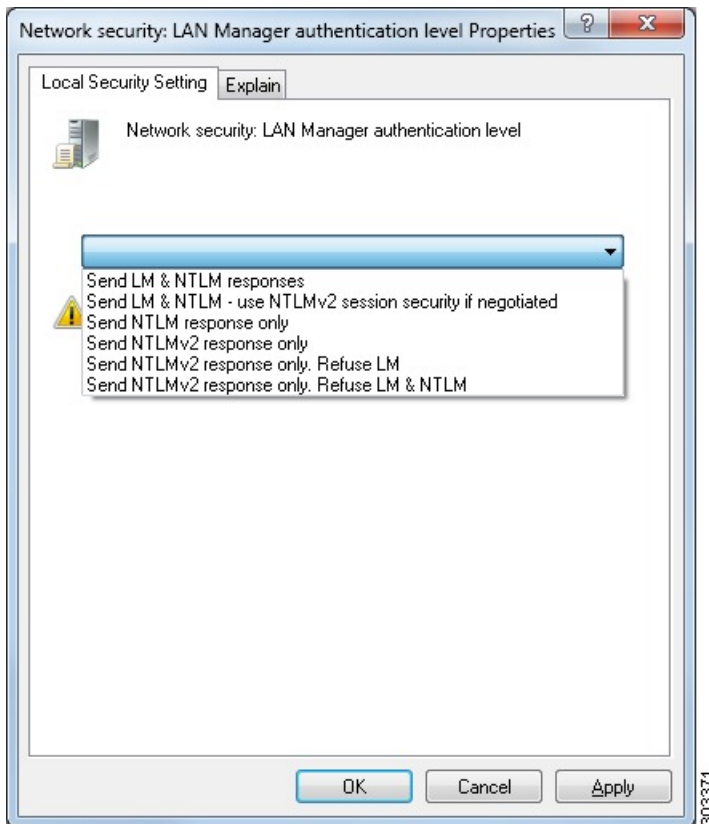 Network security: LAN Manager authentication level Properties
Local Security Setting
Explain
Network security: LAN Manager authentication level
Send LM & NTLM responses
Send LM & NTLM - use NTLMv2 session security if negotiated
Send NTLM response only
Send NTLMv2 response only
Send NTLMv2 response only. Refuse LM
Send NTLMv2 response only. Refuse LM & NTLM
OK
Cancel
Apply
303371